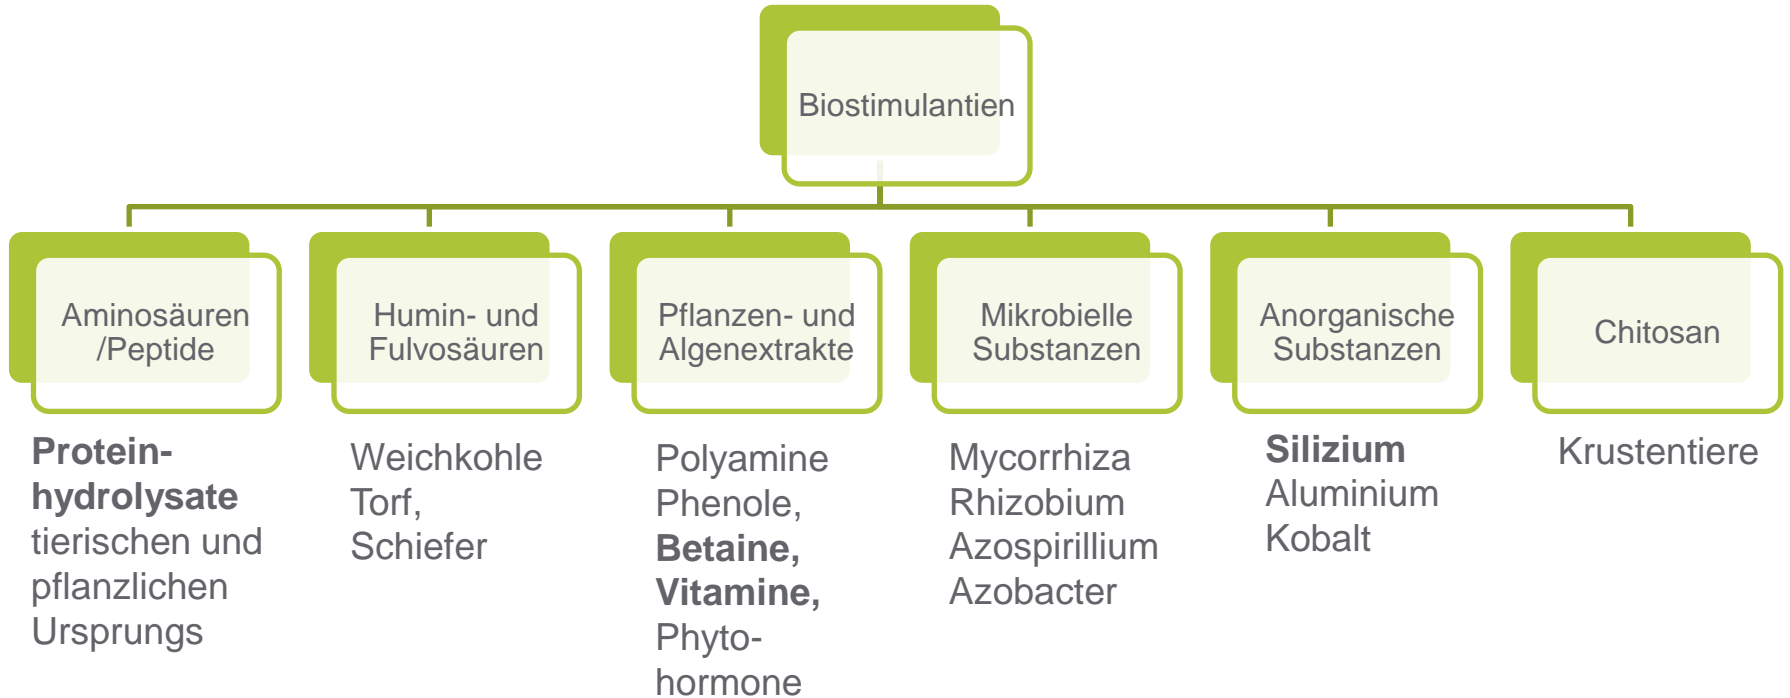 Biostimulantien
Aminosäuren
/Peptide
Humin- und
Fulvosäuren
Pflanzen- und
Algenextrakte
Mikrobielle
Substanzen
Anorganische
Substanzen
Chitosan
Protein-
hydrolysate
tierischen und
pflanzlichen
Ursprungs
Weichkohle
Torf,
Schiefer
Polyamine
Phenole,
Betaine,
Vitamine,
Phyto-
hormone
Mycorrhiza
Rhizobium
Azospirillium
Azobacter
Silizium
Aluminium
Kobalt
Krustentiere